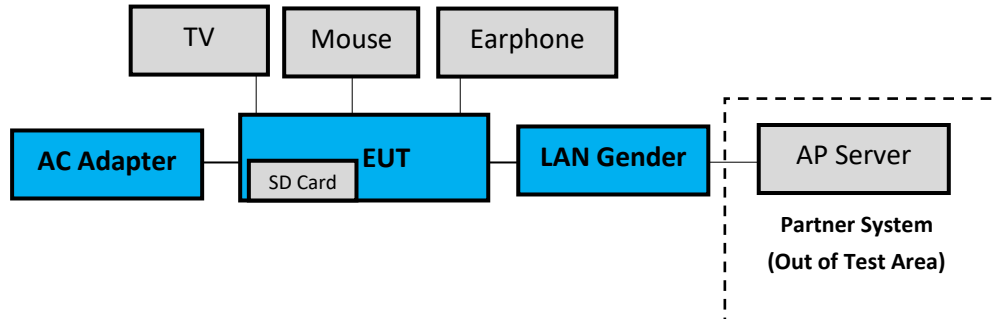 TV
Mouse
Earphone
AC Adapter
EUT
SD Card
LAN Gender
AP Server
Partner System
(Out of Test Area)